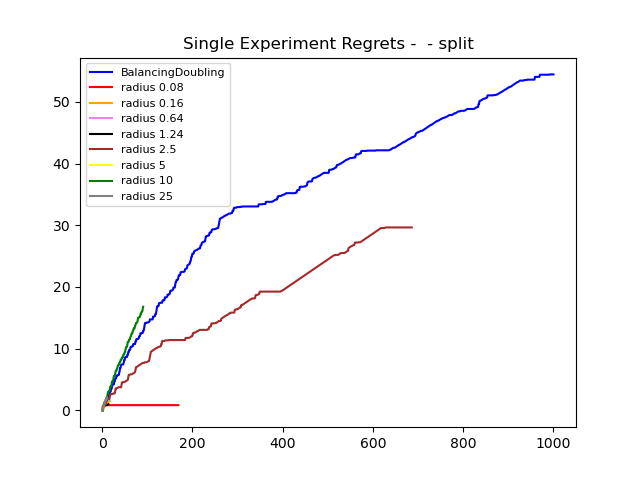 Single Experiment Regrets -  - split
BalancingDoubling
radius 0.08
radius 0.16
radius 0.64
radius 1.24
radius 2.5
radius 5
radius 10
radius 25
50
40
30
20
10
0
0 200 400 600 800 1000